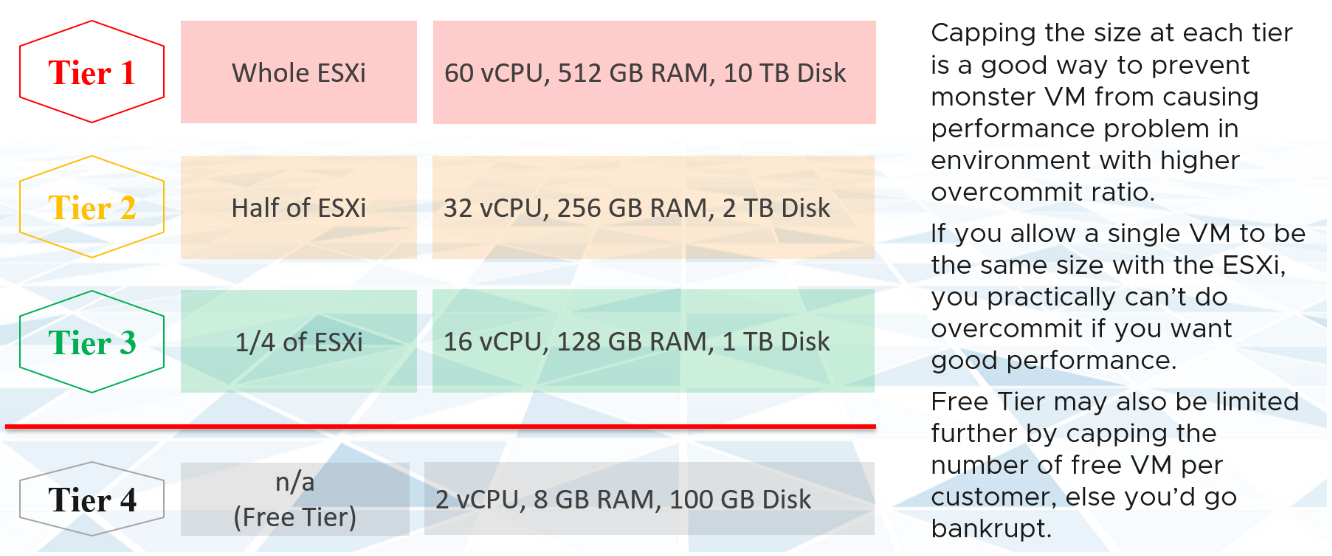 Tier 1
Whole ESXi
60 vCPU, 512 GB RAM, 10 TB Disk
Tier 2
Half of ESXi
32 vCPU, 256 GB RAM, 2 TB Disk
Tier 3
1/4 of ESXi
16 vCPU, 128 GB RAM, 1 TB Disk
Tier 4
n/a
(Free Tier)
2 vCPU, 8 GB RAM, 100 GB Disk
Capping the size at each tier
is a good way to prevent
monster VM from causing
performance problem in
environment with higher
overcommit ratio.
If you allow a single VM to be
the same size with the ESXi,
you practically can’t do
overcommit if you want
good performance.
Free Tier may also be limited
further by capping the
number of free VM per
customer, else you’d go
bankrupt.